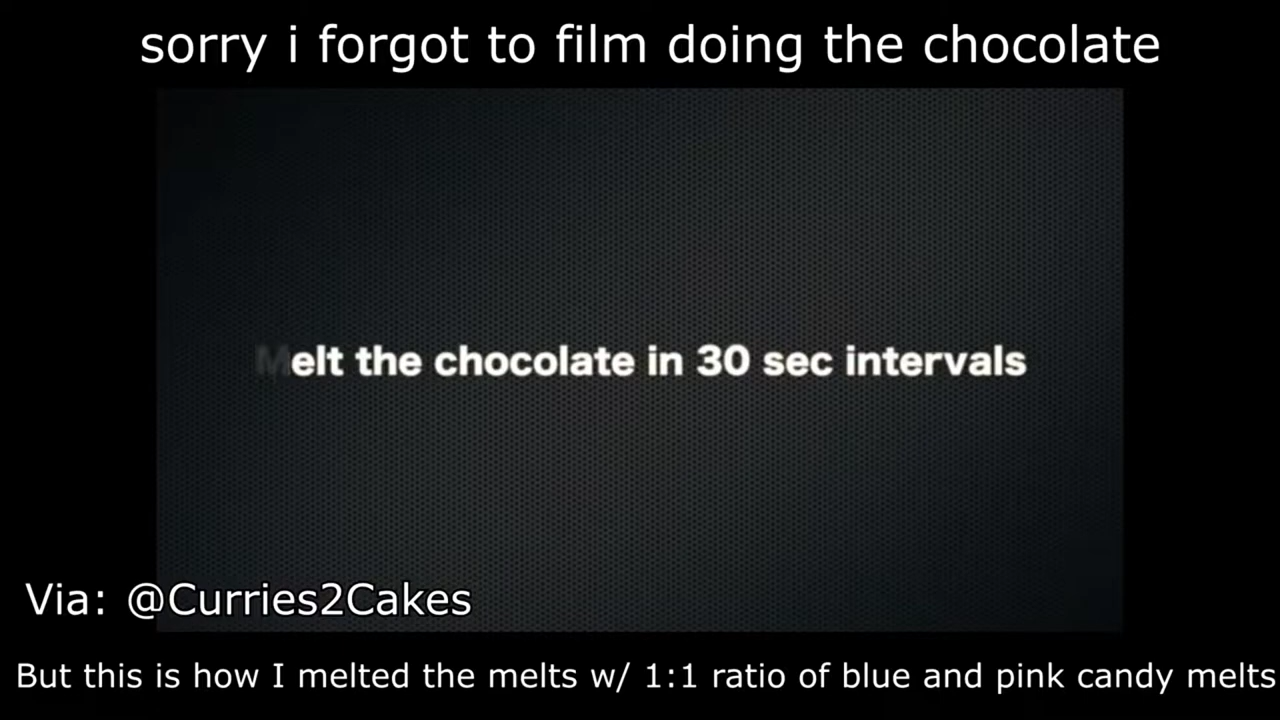 sorry i forgot to film doing the chocolate
Melt the chocolate in 30 sec intervals
Via: @Curries2Cakes
But this is how I melted the melts w/ 1:1 ratio of blue and pink candy melts